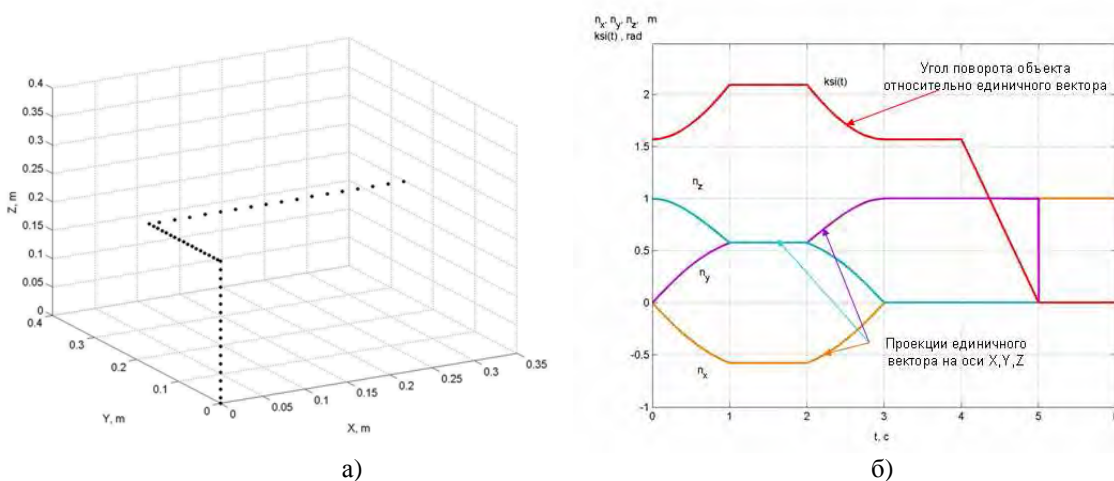 0.4
0.35
0.3
0.25
0.2
0.15
0.1
0.05
0
Z, m
0.4
0.3
0.2
0.1
0
Y, m
0
0.05
0.1
0.15
0.2
0.25
0.3
0.35
X, m
а)
nx, ny, nz, m
ksi(t) , rad
2
1.5
1
0.5
0
-0.5
-1
ksi(t)
Угол поворота объекта
относительно единичного вектора
nz
ny
nx
Проекции единичного
вектора на оси X,Y,Z
0 1 2 3 4 5
t, c
б)